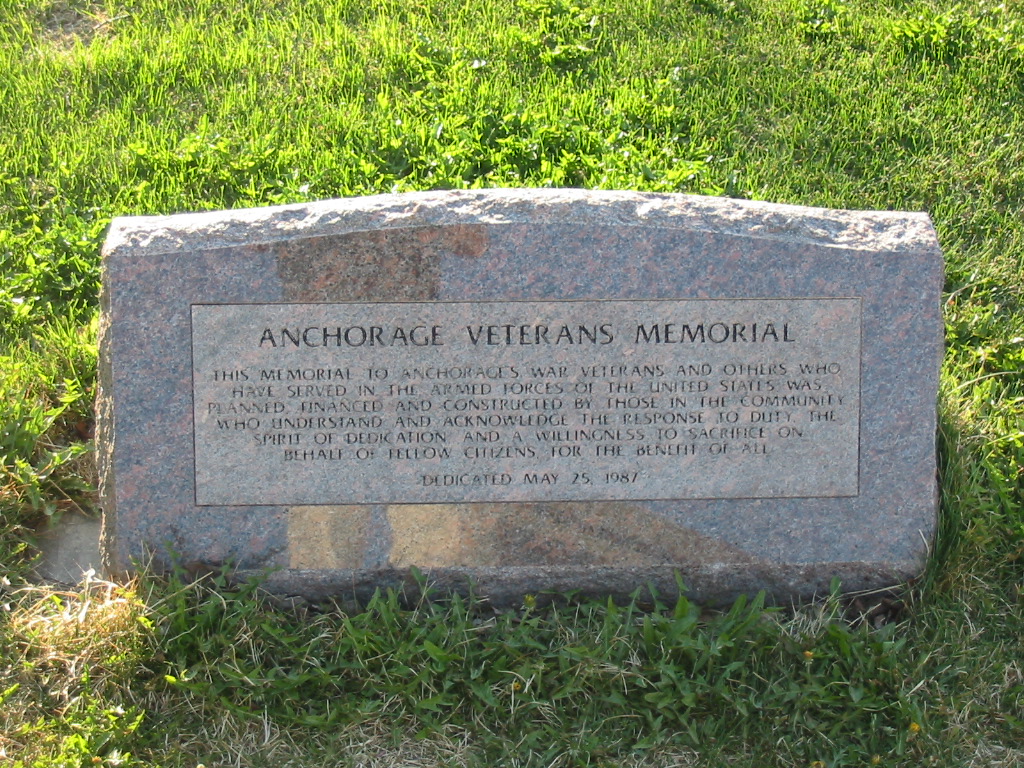 ANCHORAGE VETERANS MEMORIAL
THIS MEMORIAL TO ANCHORAGE'S WAR VETERANS AND OTHERS WHO
HAVE SERVED IN THE ARMED FORCES OF THE UNITED STATES WAS
PLANNED, FINANCED AND CONSTRUCTED BY THOSE IN THE COMMUNITY
WHO UNDERSTAND AND ACKNOWLEDGE THE RESPONSE TO DUTY, THE
SPIRIT OF DEDICATION AND A WILLINGNESS TO SACRIFICE ON
BEHALF OF FELLOW CITIZENS, FOR THE BENEFIT OF ALL.
DEDICATED MAY 25, 1987